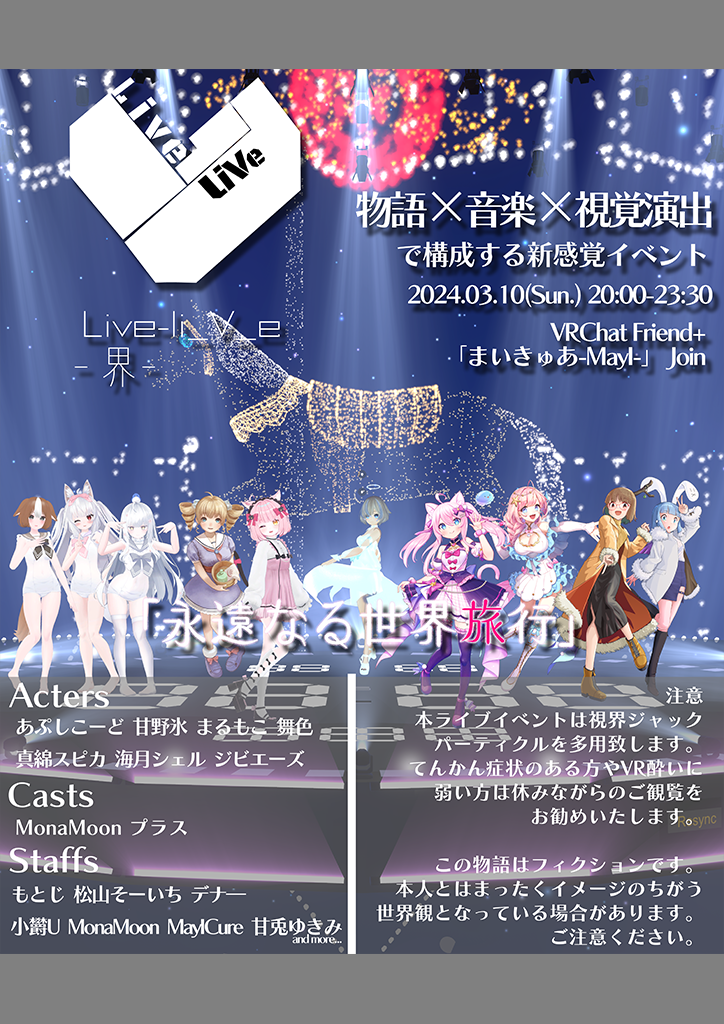 Live
LiVe
物語×音楽×視覚演出
で構成する新感覚イベント
2024.03.10(Sun.) 20:00-23:30
VRChat Friend+
「まいきゅあ-MayI-」 Join
Live-In_V_e
- 界 -
「永遠なる世界旅行」
Acters
あぷしこーど 甘野氷 まるもこ 舞色
真綿スピカ 海月シェル ジビエーズ
Casts
MonaMoon プラス
Staffs
もとじ 松山そーいち デナ―
小欝U MonaMoon MayICure 甘兎ゆきみ
and more...
注意
本ライブイベントは視界ジャック
パーティクルを多用致します。
てんかん症状のある方やVR酔いに
弱い方は休みながらのご観覧を
お勧めいたします。
Rosync
この物語はフィクションです。
本人とはまったくイメージのちがう
世界観となっている場合があります。
ご注意ください。